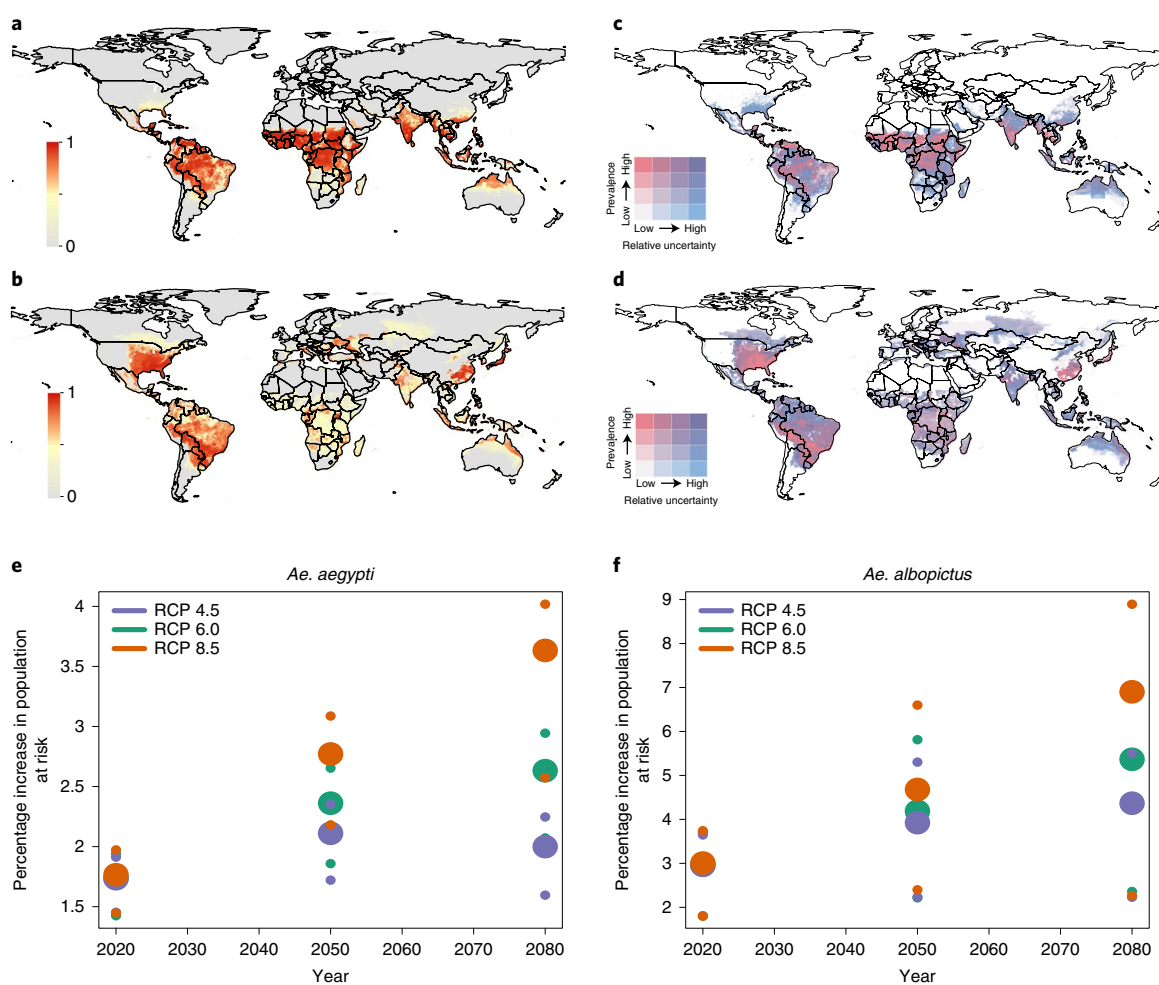 a
1
0
c
High
Prevalence
Low
Low → High
Relative uncertainty
b
1
0
d
High
Prevalence
Low
Low → High
Relative uncertainty
e
Ae. aegypti
RCP 4.5
RCP 6.0
RCP 8.5
4
3.5
3
2.5
2
1.5
Percentage increase in population
at risk
2020 2030 2040 2050 2060 2070 2080
Year
f
Ae. albopictus
RCP 4.5
RCP 6.0
RCP 8.5
9
8
7
6
5
4
3
2
Percentage increase in population
at risk
2020 2030 2040 2050 2060 2070 2080
Year